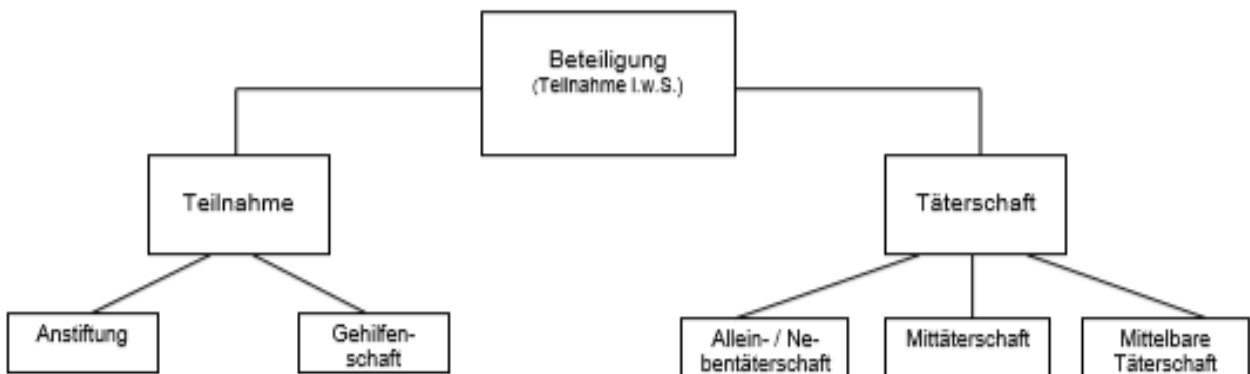 Beteiligung
(Teilnahme I.w.S.)
Teilnahme
Täterschaft
Anstiftung
Gehilfen-
schaft
Allein- / Ne-
bentäterschaft
Mittäterschaft
Mittelbare
Täterschaft